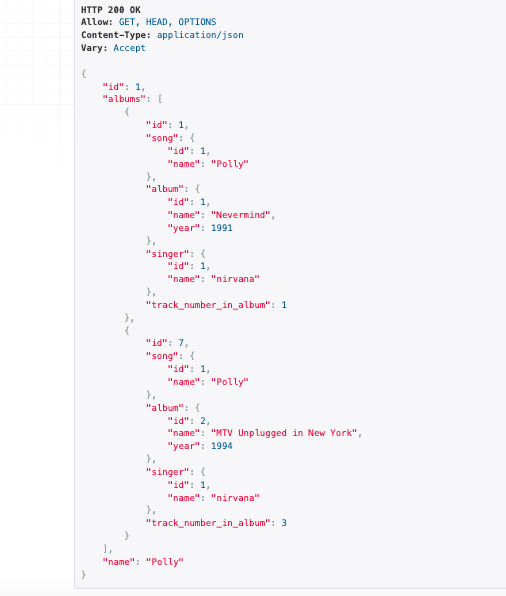 HTTP 200 OK
Allow: GET, HEAD, OPTIONS
Content-Type: application/json
Vary: Accept

{
    "id": 1,
    "albums": [
        {
            "id": 1,
            "song": {
                "id": 1,
                "name": "Polly"
            },
            "album": {
                "id": 1,
                "name": "Nevermind",
                "year": 1991
            },
            "singer": {
                "id": 1,
                "name": "nirvana"
            },
            "track_number_in_album": 1
        },
        {
            "id": 7,
            "song": {
                "id": 1,
                "name": "Polly"
            },
            "album": {
                "id": 2,
                "name": "MTV Unplugged in New York",
                "year": 1994
            },
            "singer": {
                "id": 1,
                "name": "nirvana"
            },
            "track_number_in_album": 3
        }
    ],
    "name": "Polly"
}